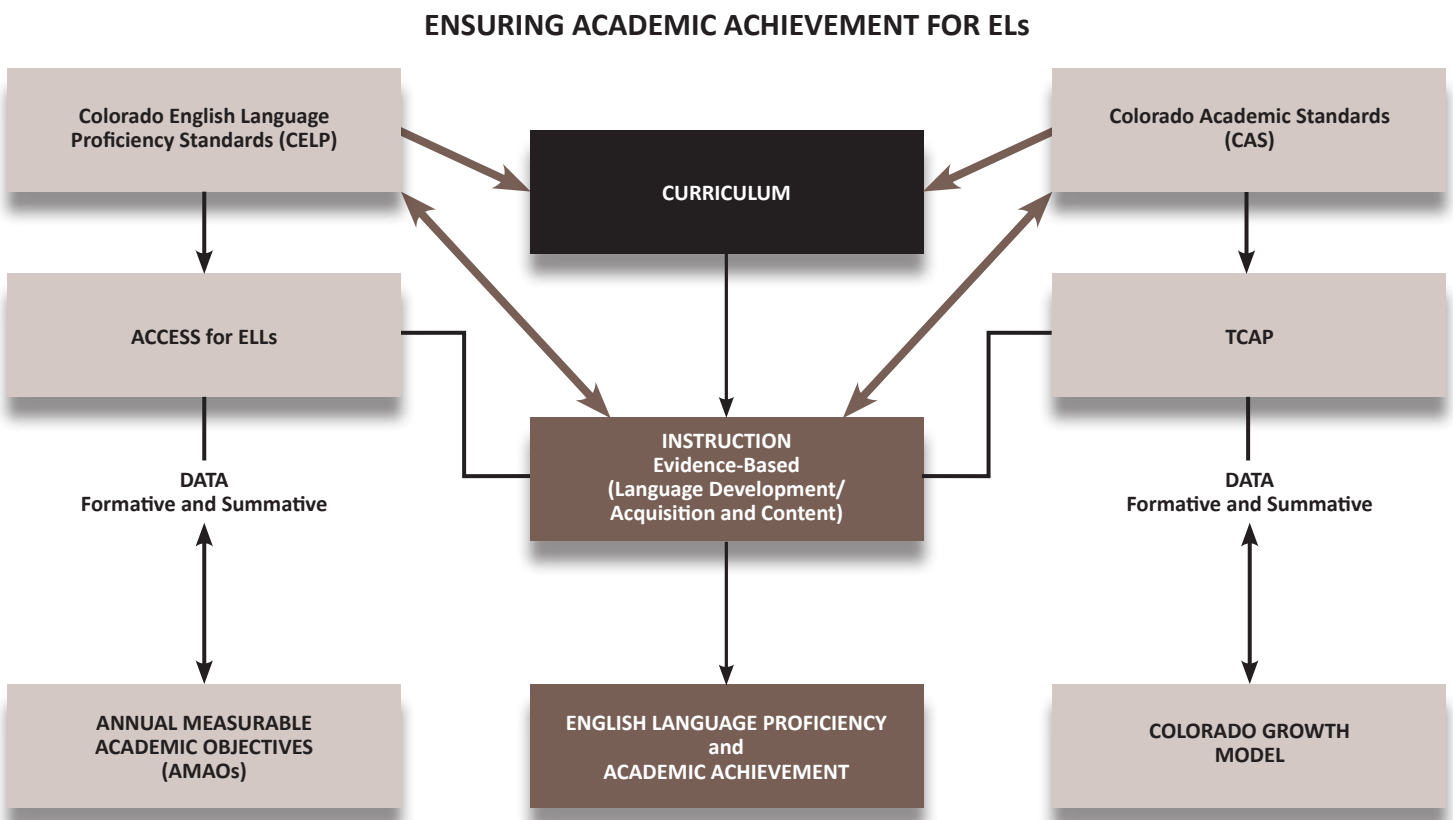 ENSURING ACADEMIC ACHIEVEMENT FOR ELs
Colorado English Language
Proficiency Standards (CELP)
CURRICULUM
Colorado Academic Standards
(CAS)
ACCESS for ELLs
TCAP
INSTRUCTION
Evidence-Based
(Language Development/
Acquisition and Content)
DATA
Formative and Summative
DATA
Formative and Summative
ANNUAL MEASURABLE
ACADEMIC OBJECTIVES
(AMAOs)
ENGLISH LANGUAGE PROFICIENCY
and
ACADEMIC ACHIEVEMENT
COLORADO GROWTH
MODEL